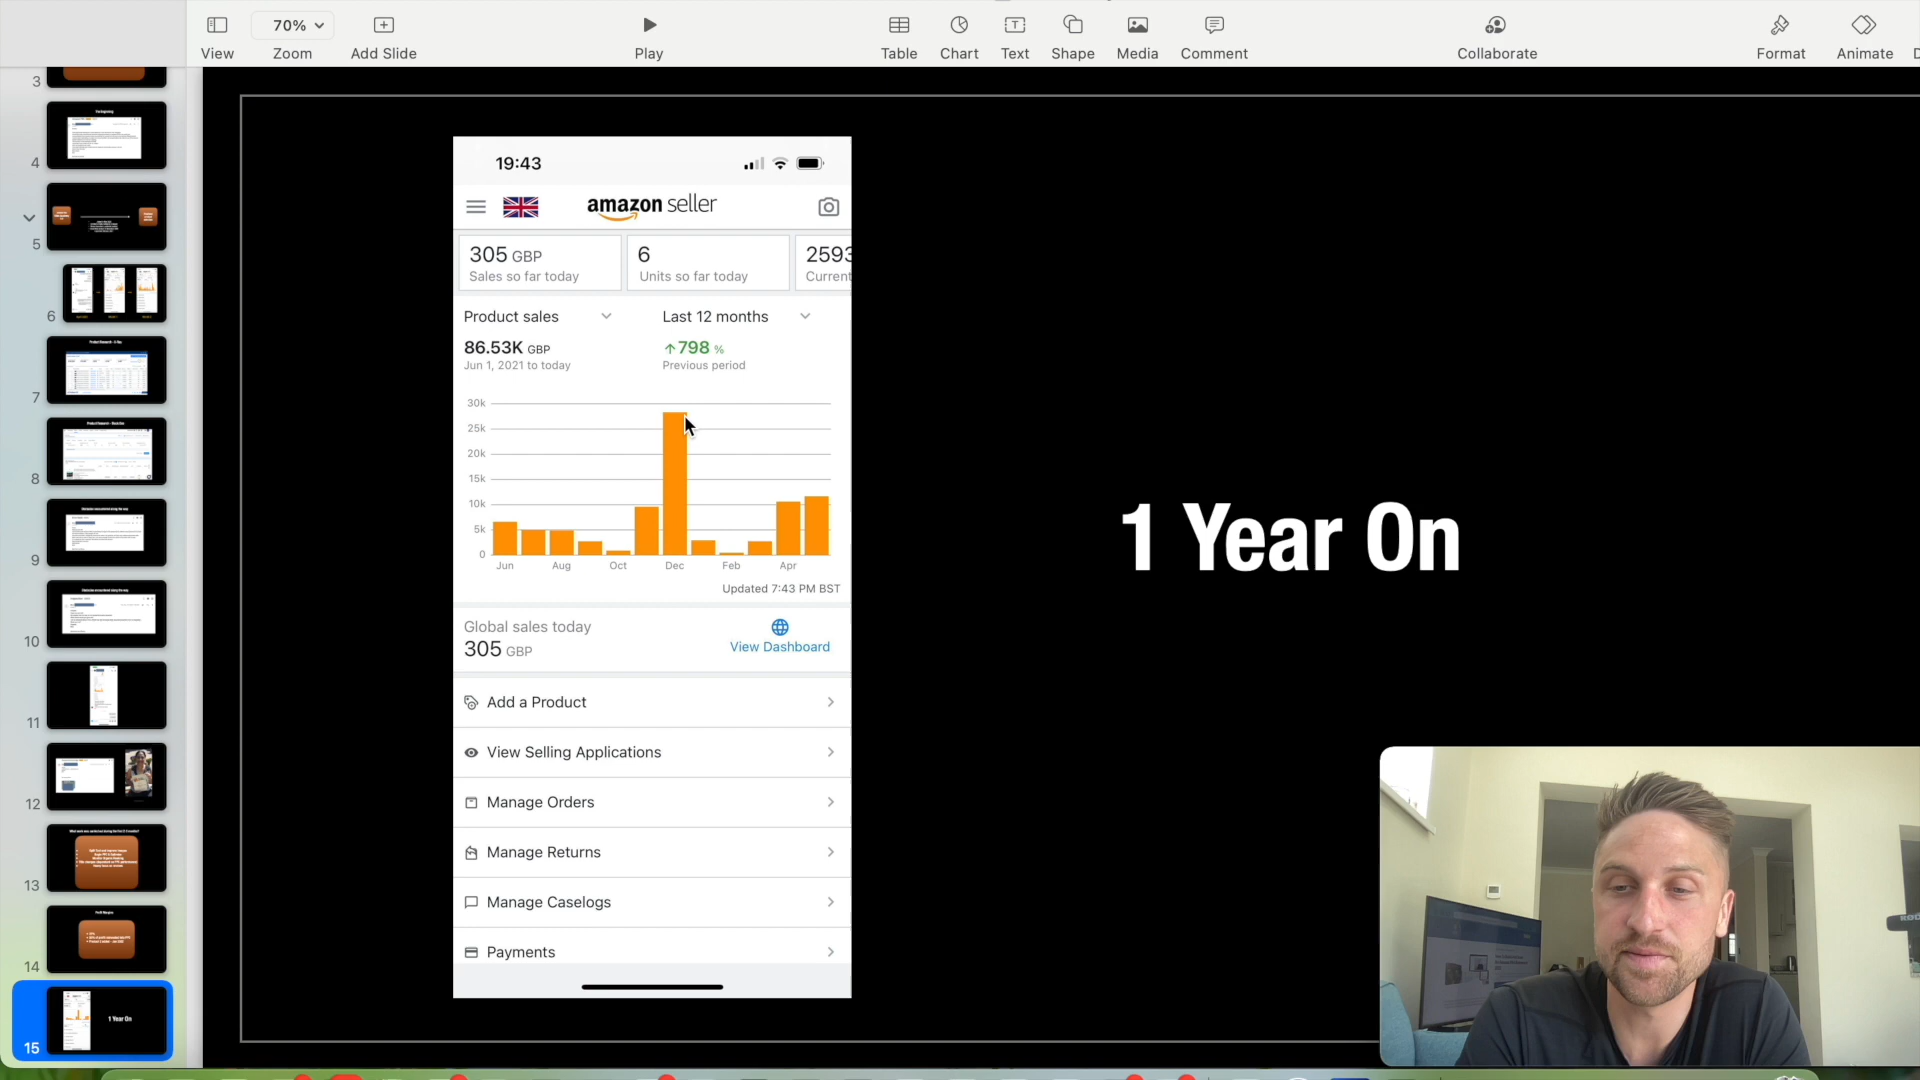 70%
View
Zoom
Add Slide
Play
Table
Chart
Text
Shape
Media
Comment
Collaborate
Format
Animate
3
4
5
6
7
8
9
10
11
12
13
14
15
1 Year On
19:43
amazon seller
305 GBP
Sales so far today
6
Units so far today
2593
Current
Product sales
Last 12 months
86.53K GBP
798 %
Jun 1, 2021 to today
Previous period
30k
25k
20k
15k
10k
5k
0
Jun
Aug
Oct
Dec
Feb
Apr
Updated 7:43 PM BST
Global sales today
305 GBP
View Dashboard
Add a Product
View Selling Applications
Manage Orders
Manage Returns
Manage Caselogs
Payments
1 Year On